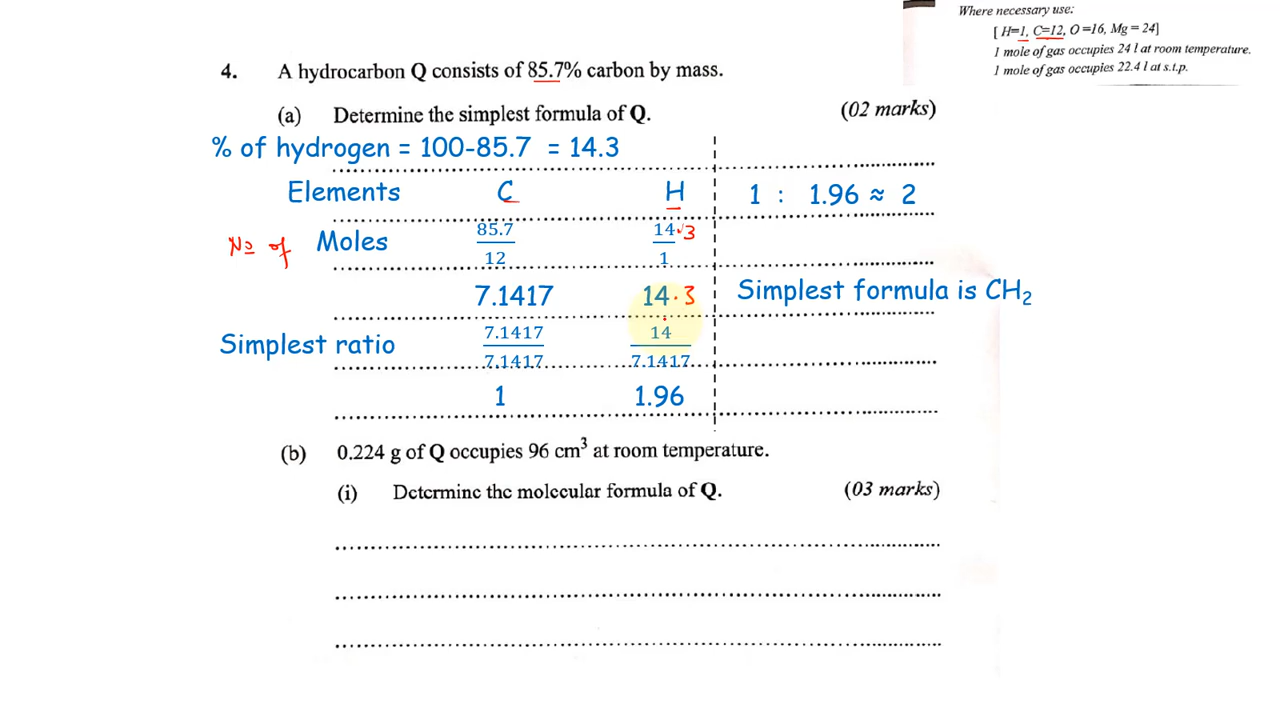 Where necessary use:
[ H=1, C=12, O=16, Mg = 24]
1 mole of gas occupies 24 l at room temperature.
1 mole of gas occupies 22.4 l at s.t.p.
4. A hydrocarbon Q consists of 85.7% carbon by mass.
(a) Determine the simplest formula of Q. (02 marks)
% of hydrogen = 100-85.7 = 14.3
Elements C H 1 : 1.96 ≈ 2
№ of Moles 85.7/12 14.3/1
7.1417 14.3 Simplest formula is CH₂
Simplest ratio 7.1417/7.1417 14/7.1417
1 1.96
(b) 0.224 g of Q occupies 96 cm³ at room temperature.
(i) Determine the molecular formula of Q. (03 marks)